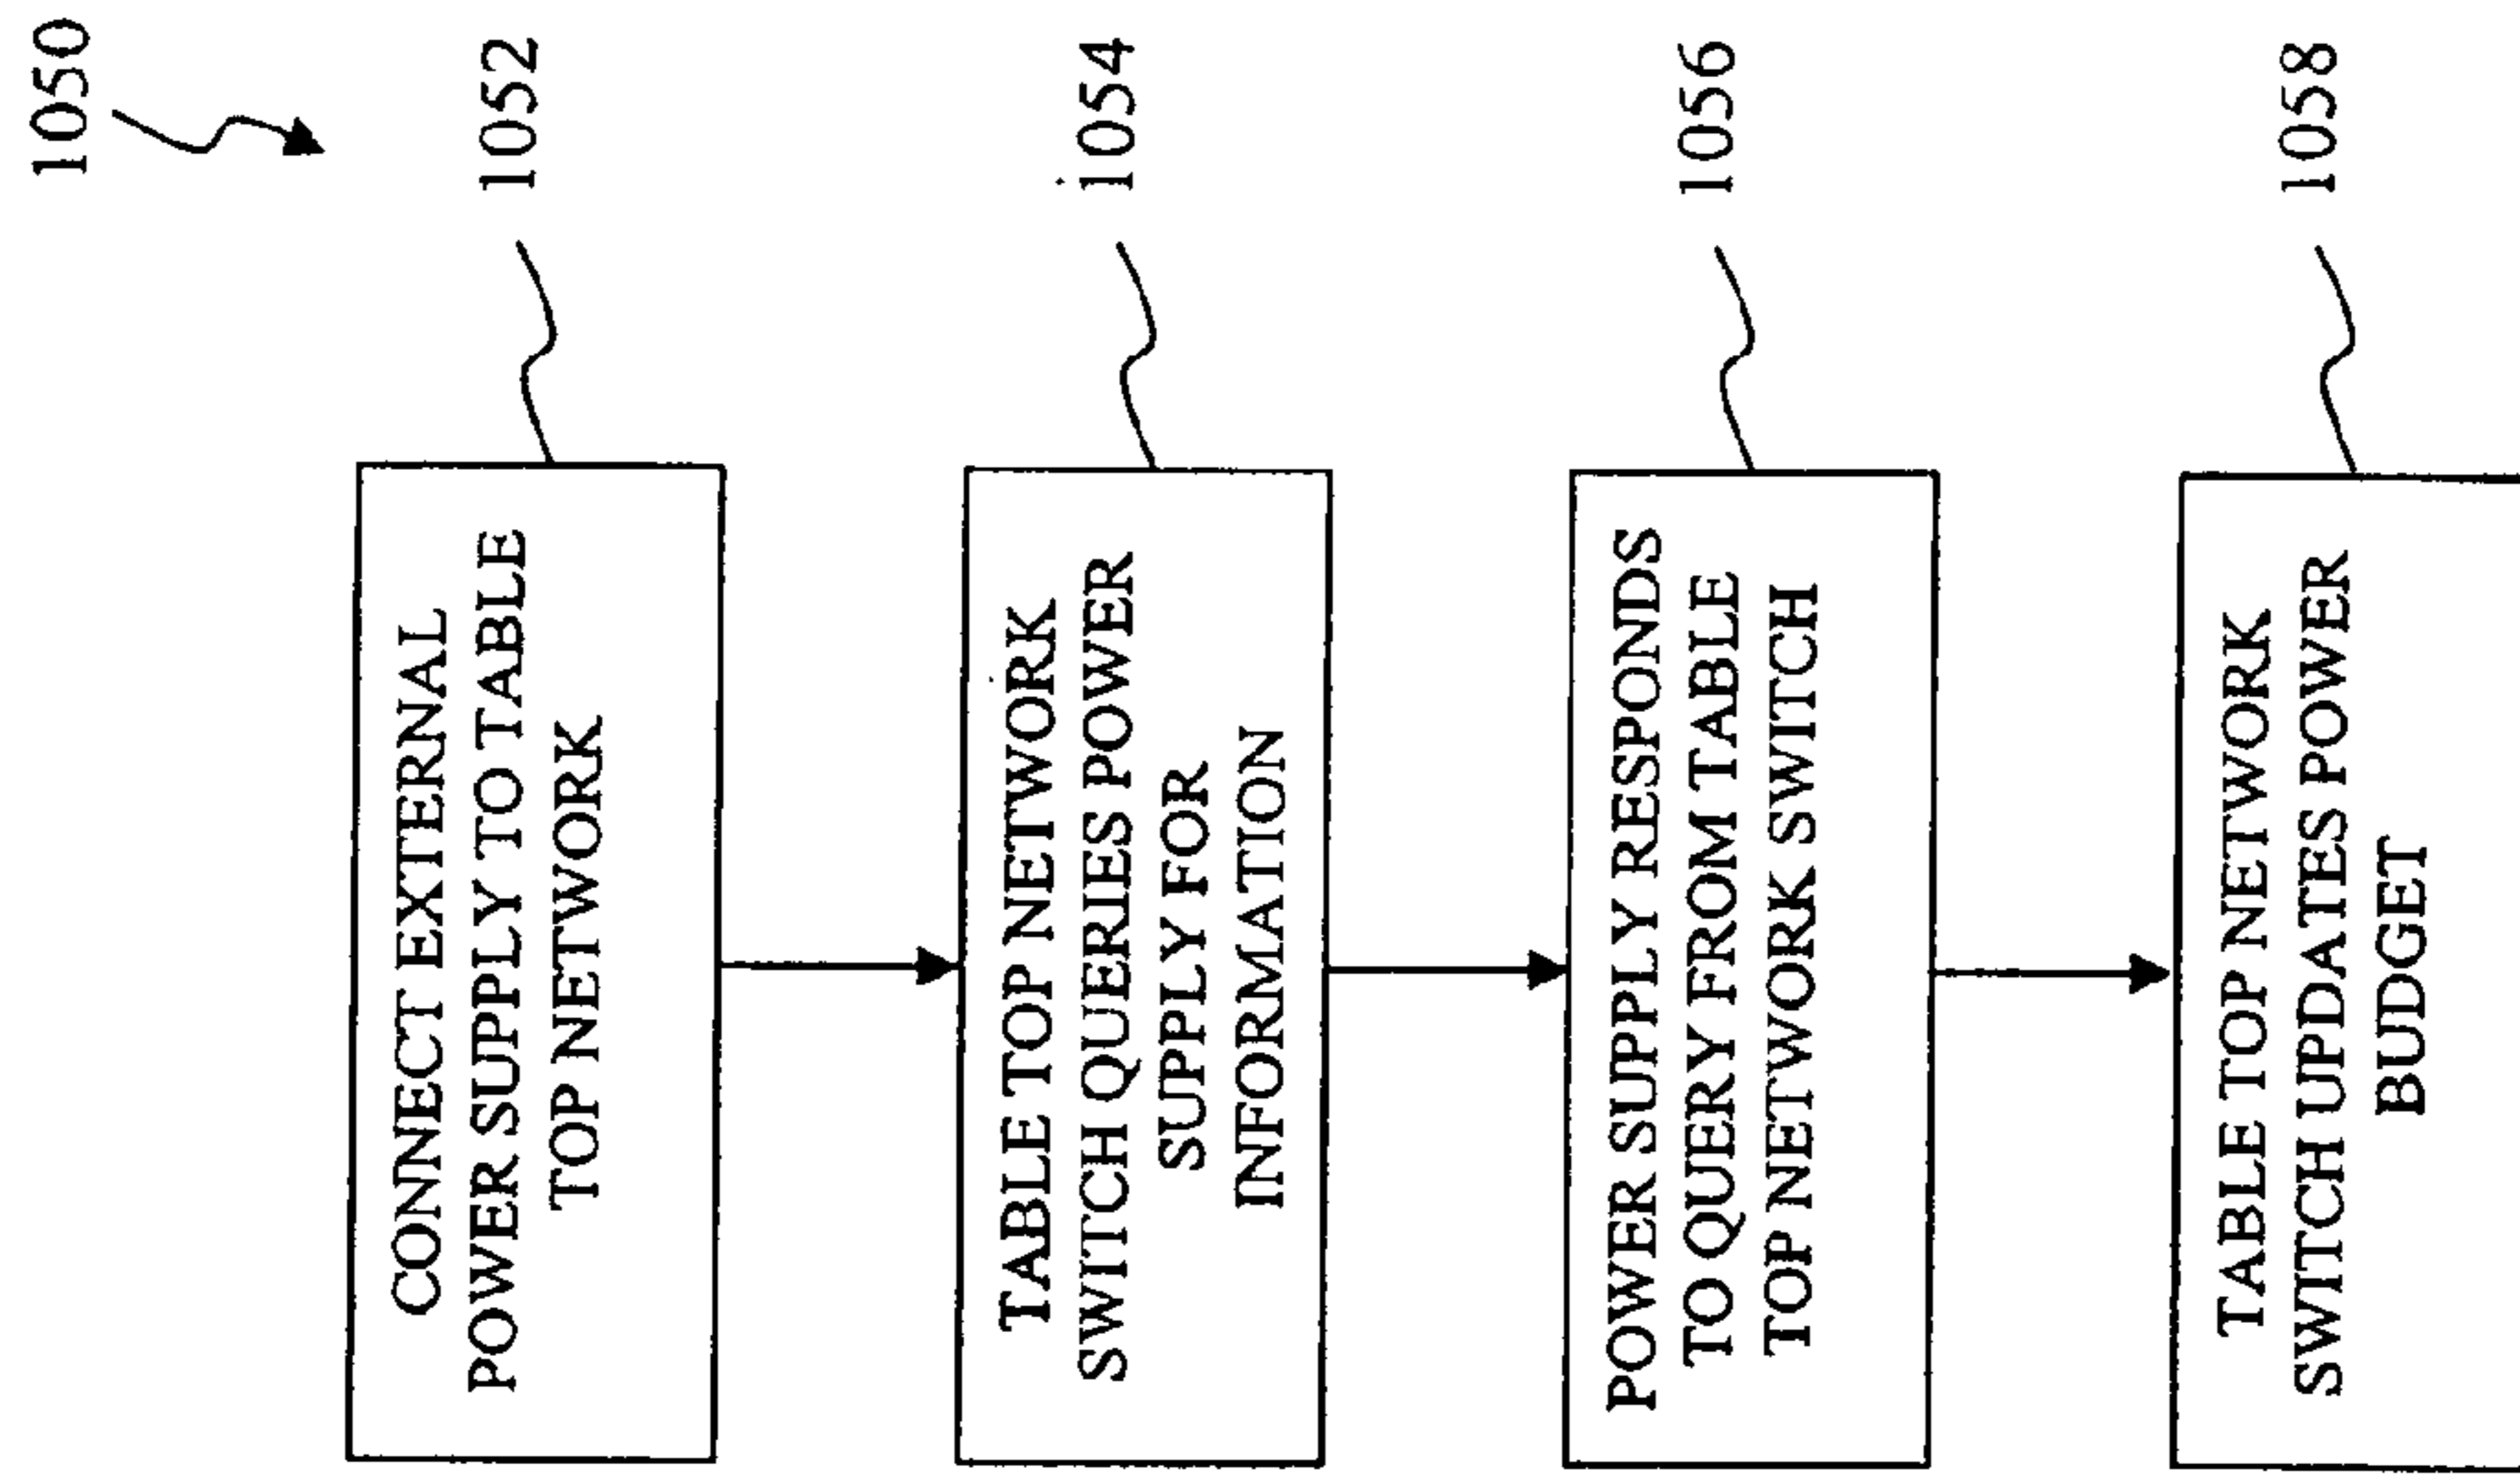 1050
CONNECT EXTERNAL
POWER SUPPLY TO TABLE
TOP NETWORK
1052
TABLE TOP NETWORK
SWITCH QUERIES POWER
SUPPLY FOR
INFORMATION
1054
POWER SUPPLY RESPONDS
TO QUERY FROM TABLE
TOP NETWORK SWITCH
1056
TABLE TOP NETWORK
SWITCH UPDATES POWER
BUDGET
1058